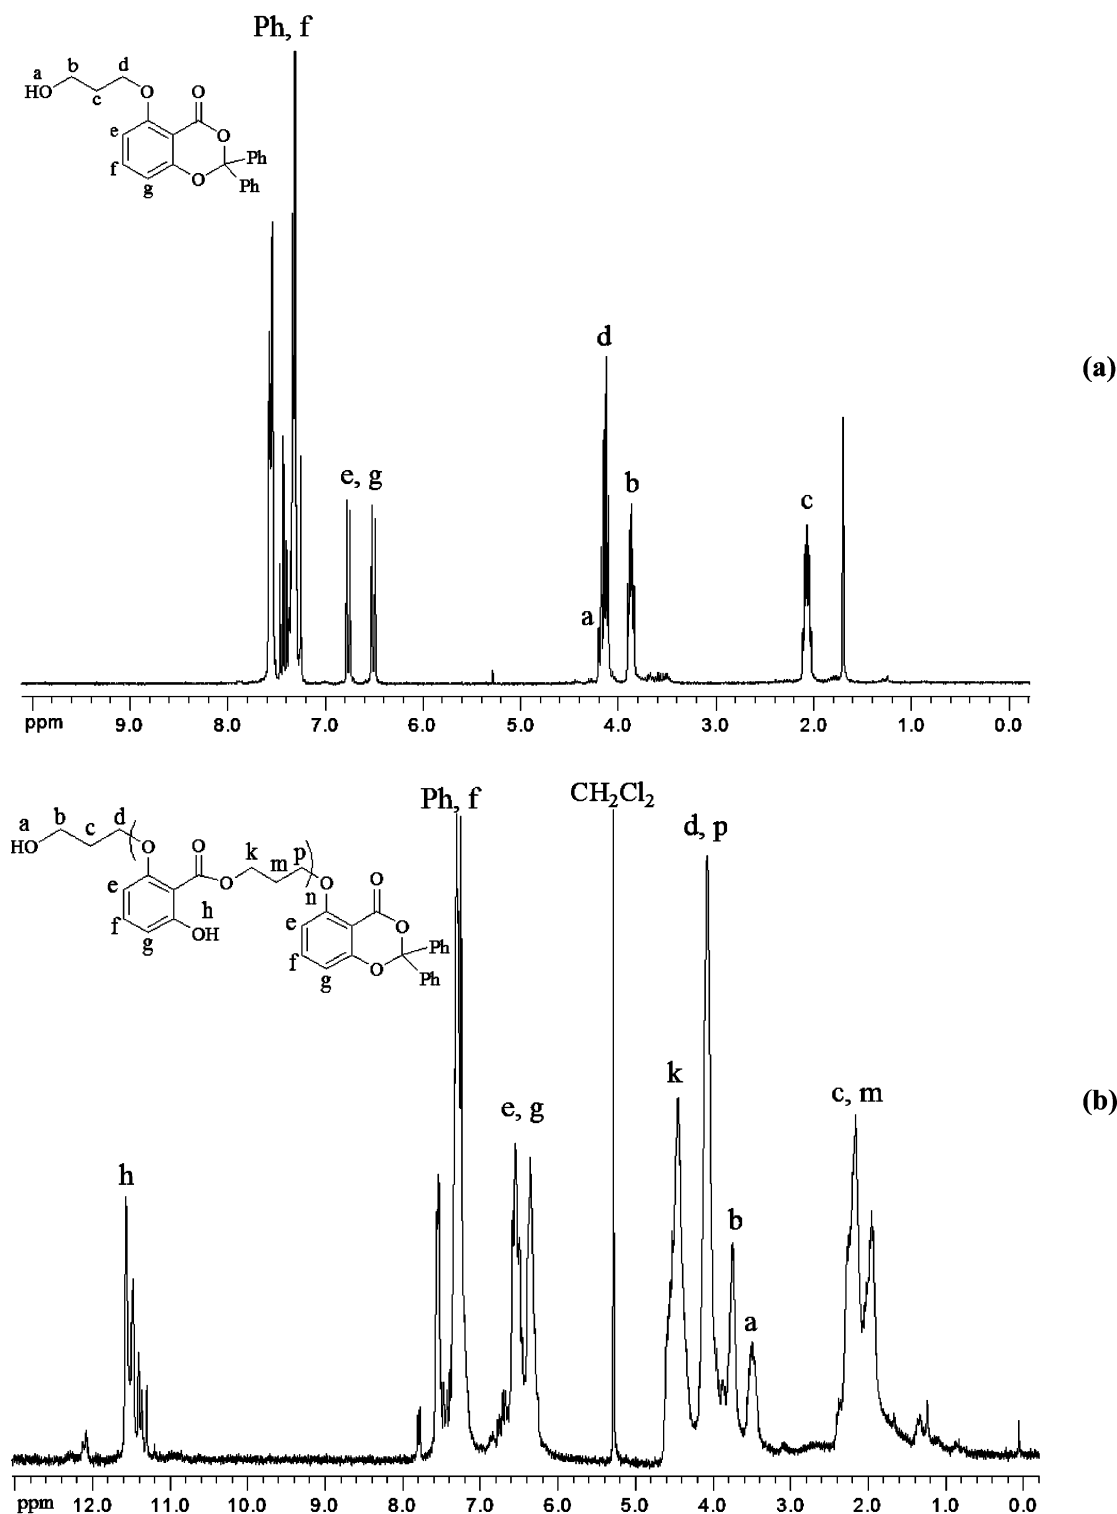 Ph, f
a
HO
b
c
d
O
O
O
O
Ph
Ph
e
f
g
e, g
d
a
b
c
(a)
ppm 9.0 8.0 7.0 6.0 5.0 4.0 3.0 2.0 1.0 0.0
Ph, f
CH2Cl2
d, p
a
HO
b
c
d
O
O
O
k
m
p
n
O
O
O
O
Ph
Ph
e
f
g
h
OH
e
f
g
h
e, g
k
b
a
c, m
(b)
ppm 12.0 11.0 10.0 9.0 8.0 7.0 6.0 5.0 4.0 3.0 2.0 1.0 0.0